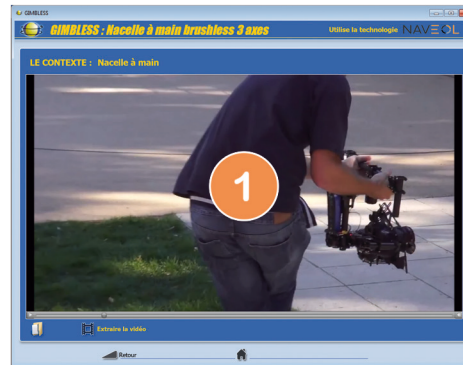 GIMBLESS
GIMBLESS : Nacelle à main brushless 3 axes
Utilise la technologie NAVEOL
LE CONTEXTE : Nacelle à main
1
Extraire la vidéo
Retour